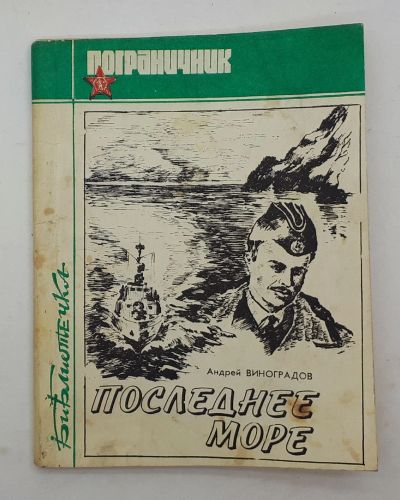 ПОГРАНИЧНИК
БИБЛИОТЕЧКА
Андрей ВИНОГРАДОВ
ПОСЛЕДНЕЕ
МОРЕ